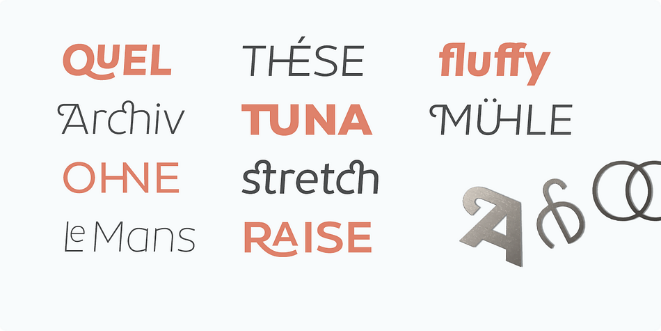 QUEL
Archiv
OHNE
Le Mans
THÉSE
TUNA
stretch
RAISE
fluffy
MÜHLE
A